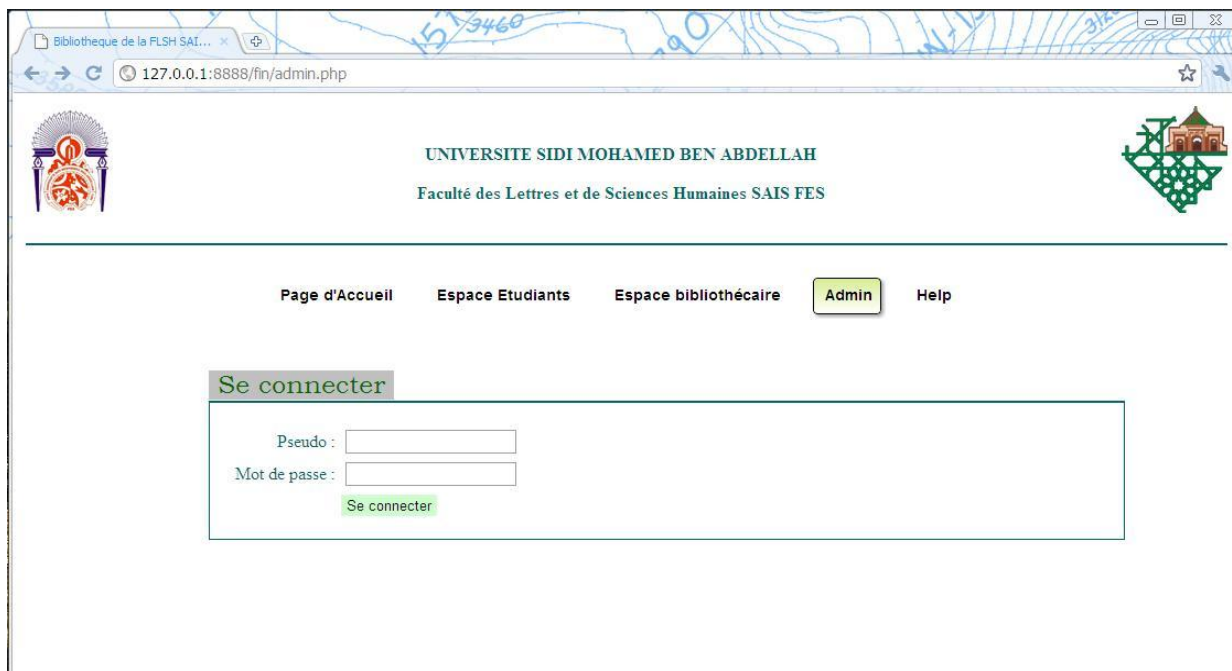 3460
Bibliotheque de la FLSH SAI...
127.0.0.1:8888/fin/admin.php
UNIVERSITE SIDI MOHAMED BEN ABDELLAH
Faculté des Lettres et de Sciences Humaines SAIS FES
Page d'Accueil Espace Etudiants Espace bibliothécaire Admin Help
Se connecter
Pseudo :
Mot de passe :
Se connecter